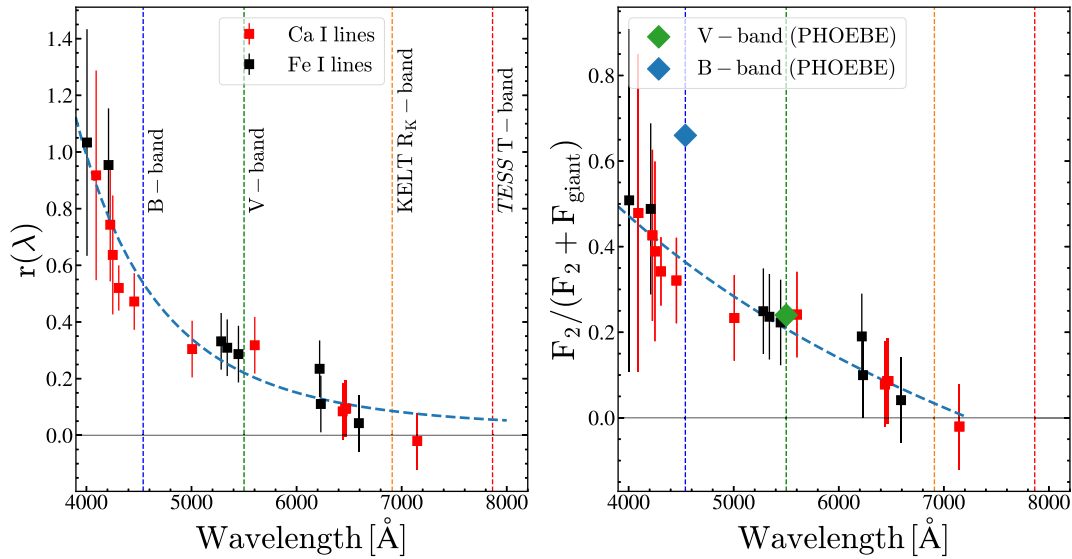 1.4
1.2
1.0
0.8
0.6
0.4
0.2
0.0
r(λ)
Ca I lines
Fe I lines
B − band
V − band
KELT R_K − band
TESS T − band
4000 5000 6000 7000 8000
Wavelength [Å]
0.8
0.6
0.4
0.2
0.0
F_2/(F_2 + F_giant)
V − band (PHOEBE)
B − band (PHOEBE)
4000 5000 6000 7000 8000
Wavelength [Å]